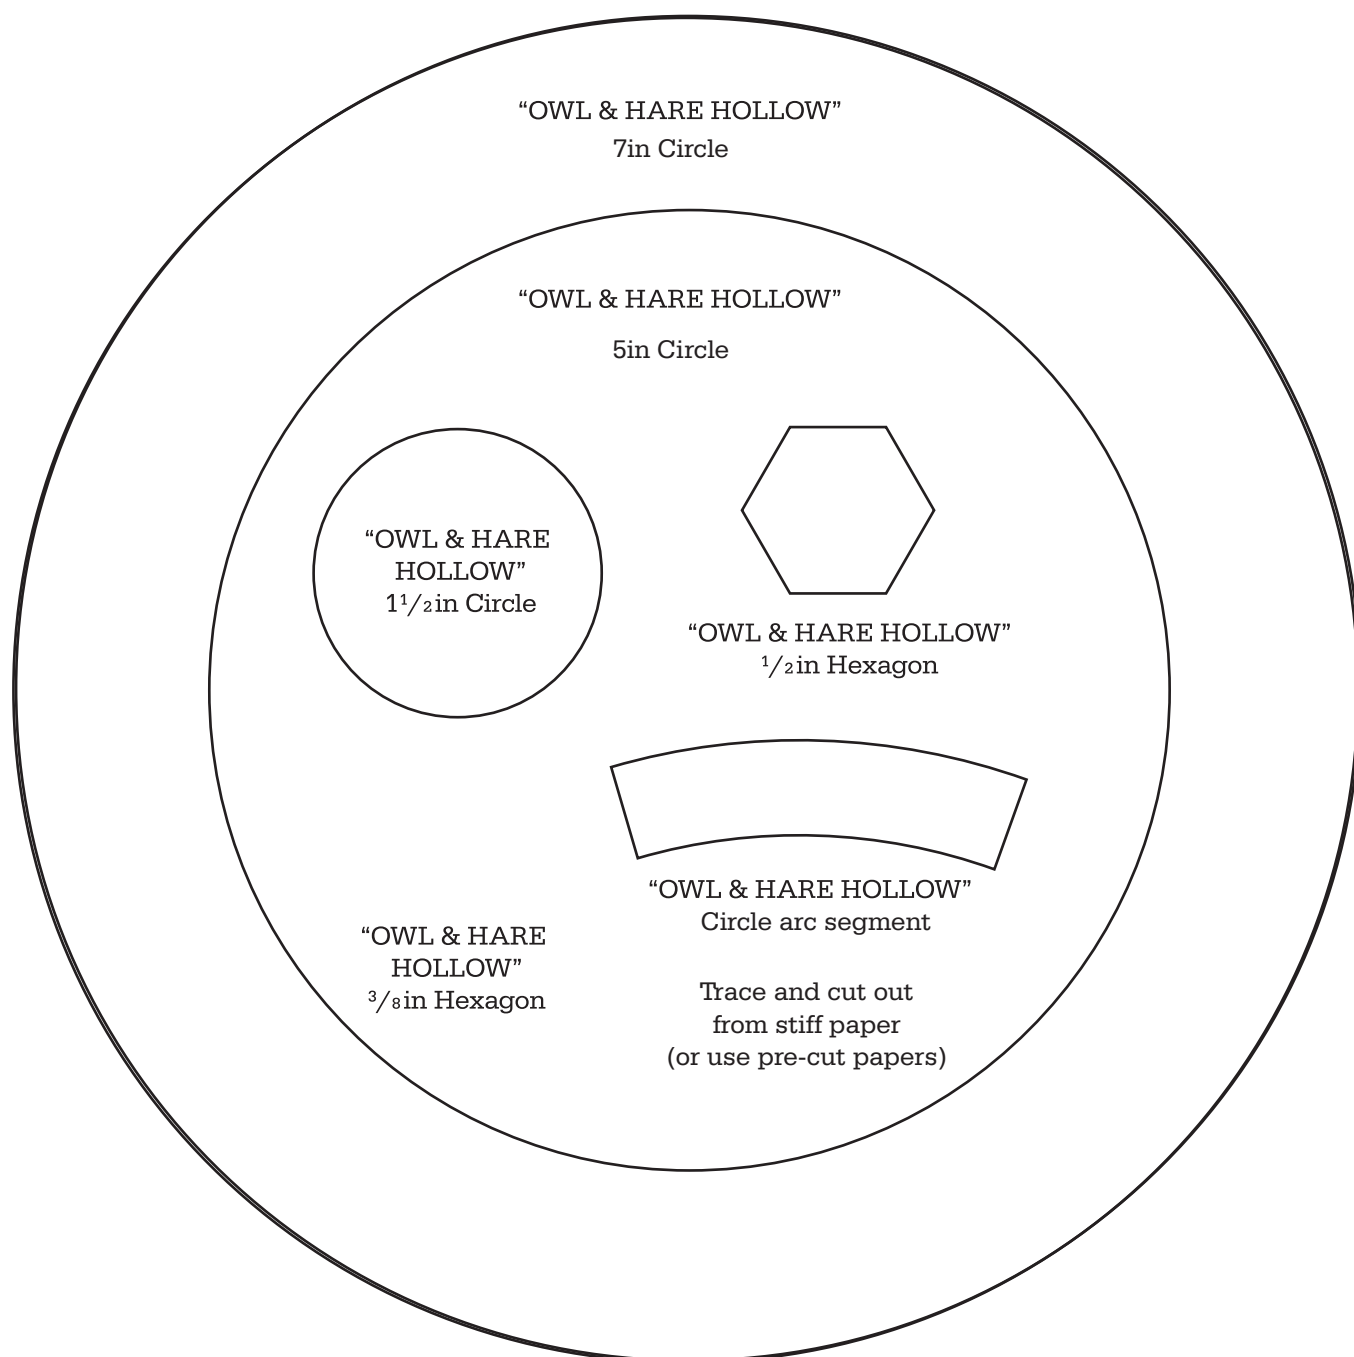 “OWL & HARE HOLLOW”
7in Circle
“OWL & HARE HOLLOW”
5in Circle
“OWL & HARE
HOLLOW”
1¹/₂in Circle
“OWL & HARE HOLLOW”
¹/₂in Hexagon
“OWL & HARE HOLLOW”
Circle arc segment
“OWL & HARE
HOLLOW”
³/₈in Hexagon
Trace and cut out
from stiff paper
(or use pre-cut papers)